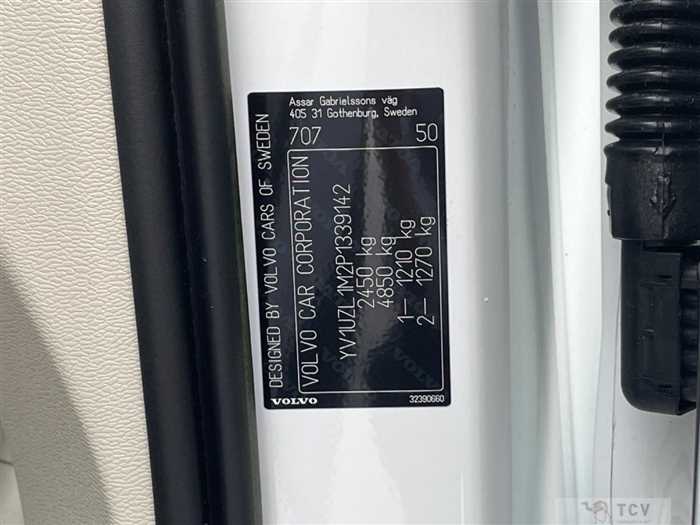 Assar Gabrielssons väg
405 31 Gothenburg, Sweden
707 50
DESIGNED BY VOLVO CARS OF SWEDEN
VOLVO CAR CORPORATION
YV1UZL1M2P1339142
2450 kg
4850 kg
1– 1210 kg
2– 1270 kg
VOLVO
32390660
TCV